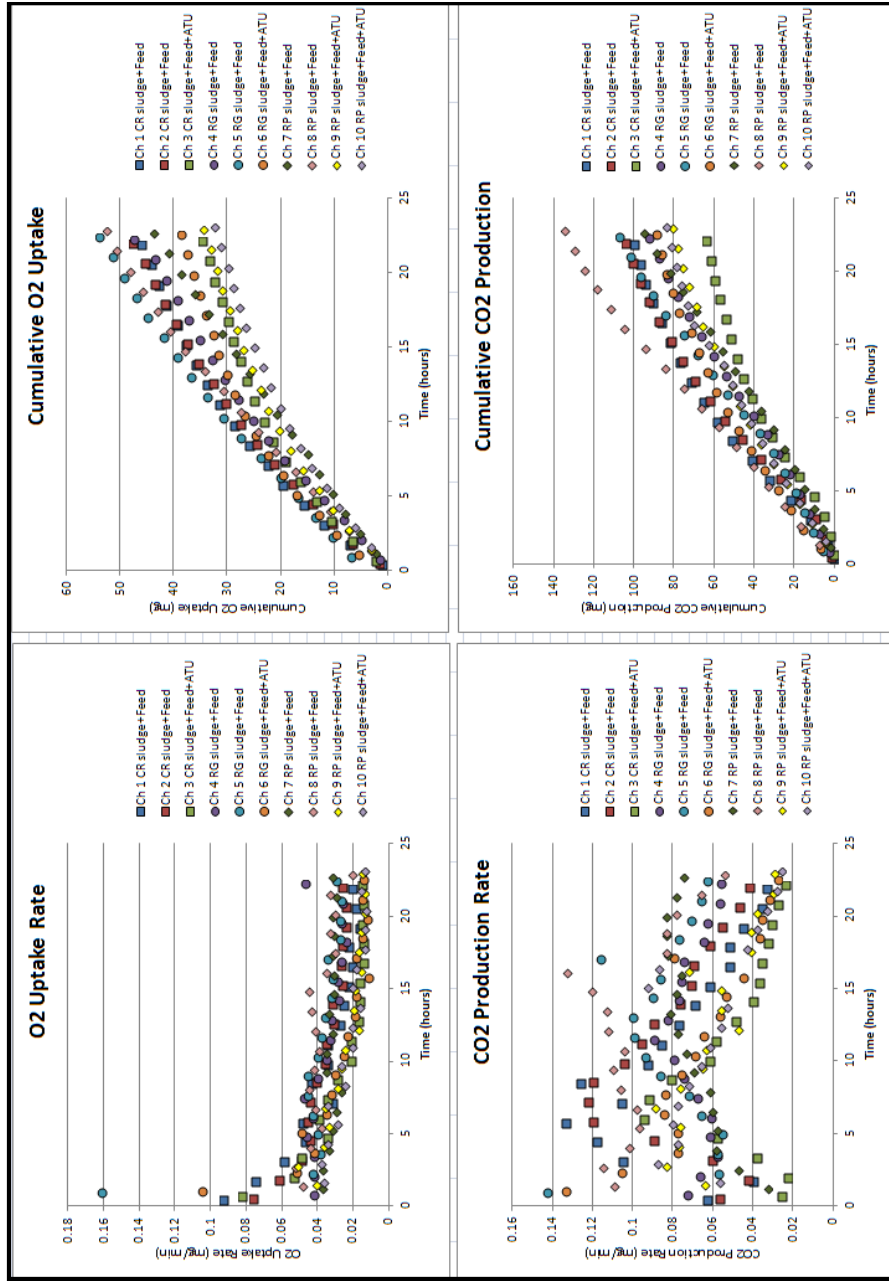 O2 Uptake Rate
O2 Uptake Rate (mg/min)
0.18
0.16
0.14
0.12
0.1
0.08
0.06
0.04
0.02
0
0 5 10 15 20 25
Time (hours)
Ch 1 CR sludge+Feed
Ch 2 CR sludge+Feed
Ch 3 CR sludge+Feed+ATU
Ch 4 RG sludge+Feed
Ch 5 RG sludge+Feed
Ch 6 RG sludge+Feed+ATU
Ch 7 RP sludge+Feed
Ch 8 RP sludge+Feed
Ch 9 RP sludge+Feed+ATU
Ch 10 RP sludge+Feed+ATU
Cumulative O2 Uptake
Cumulative O2 Uptake (mg)
60
50
40
30
20
10
0
0 5 10 15 20 25
Time (hours)
Ch 1 CR sludge+Feed
Ch 2 CR sludge+Feed
Ch 3 CR sludge+Feed+ATU
Ch 4 RG sludge+Feed
Ch 5 RG sludge+Feed
Ch 6 RG sludge+Feed+ATU
Ch 7 RP sludge+Feed
Ch 8 RP sludge+Feed
Ch 9 RP sludge+Feed+ATU
Ch 10 RP sludge+Feed+ATU
CO2 Production Rate
CO2 Production Rate (mg/min)
0.16
0.14
0.12
0.1
0.08
0.06
0.04
0.02
0
0 5 10 15 20 25
Time (hours)
Ch 1 CR sludge+Feed
Ch 2 CR sludge+Feed
Ch 3 CR sludge+Feed+ATU
Ch 4 RG sludge+Feed
Ch 5 RG sludge+Feed
Ch 6 RG sludge+Feed+ATU
Ch 7 RP sludge+Feed
Ch 8 RP sludge+Feed
Ch 9 RP sludge+Feed+ATU
Ch 10 RP sludge+Feed+ATU
Cumulative CO2 Production
Cumulative CO2 Production (mg)
160
140
120
100
80
60
40
20
0
0 5 10 15 20 25
Time (hours)
Ch 1 CR sludge+Feed
Ch 2 CR sludge+Feed
Ch 3 CR sludge+Feed+ATU
Ch 4 RG sludge+Feed
Ch 5 RG sludge+Feed
Ch 6 RG sludge+Feed+ATU
Ch 7 RP sludge+Feed
Ch 8 RP sludge+Feed
Ch 9 RP sludge+Feed+ATU
Ch 10 RP sludge+Feed+ATU